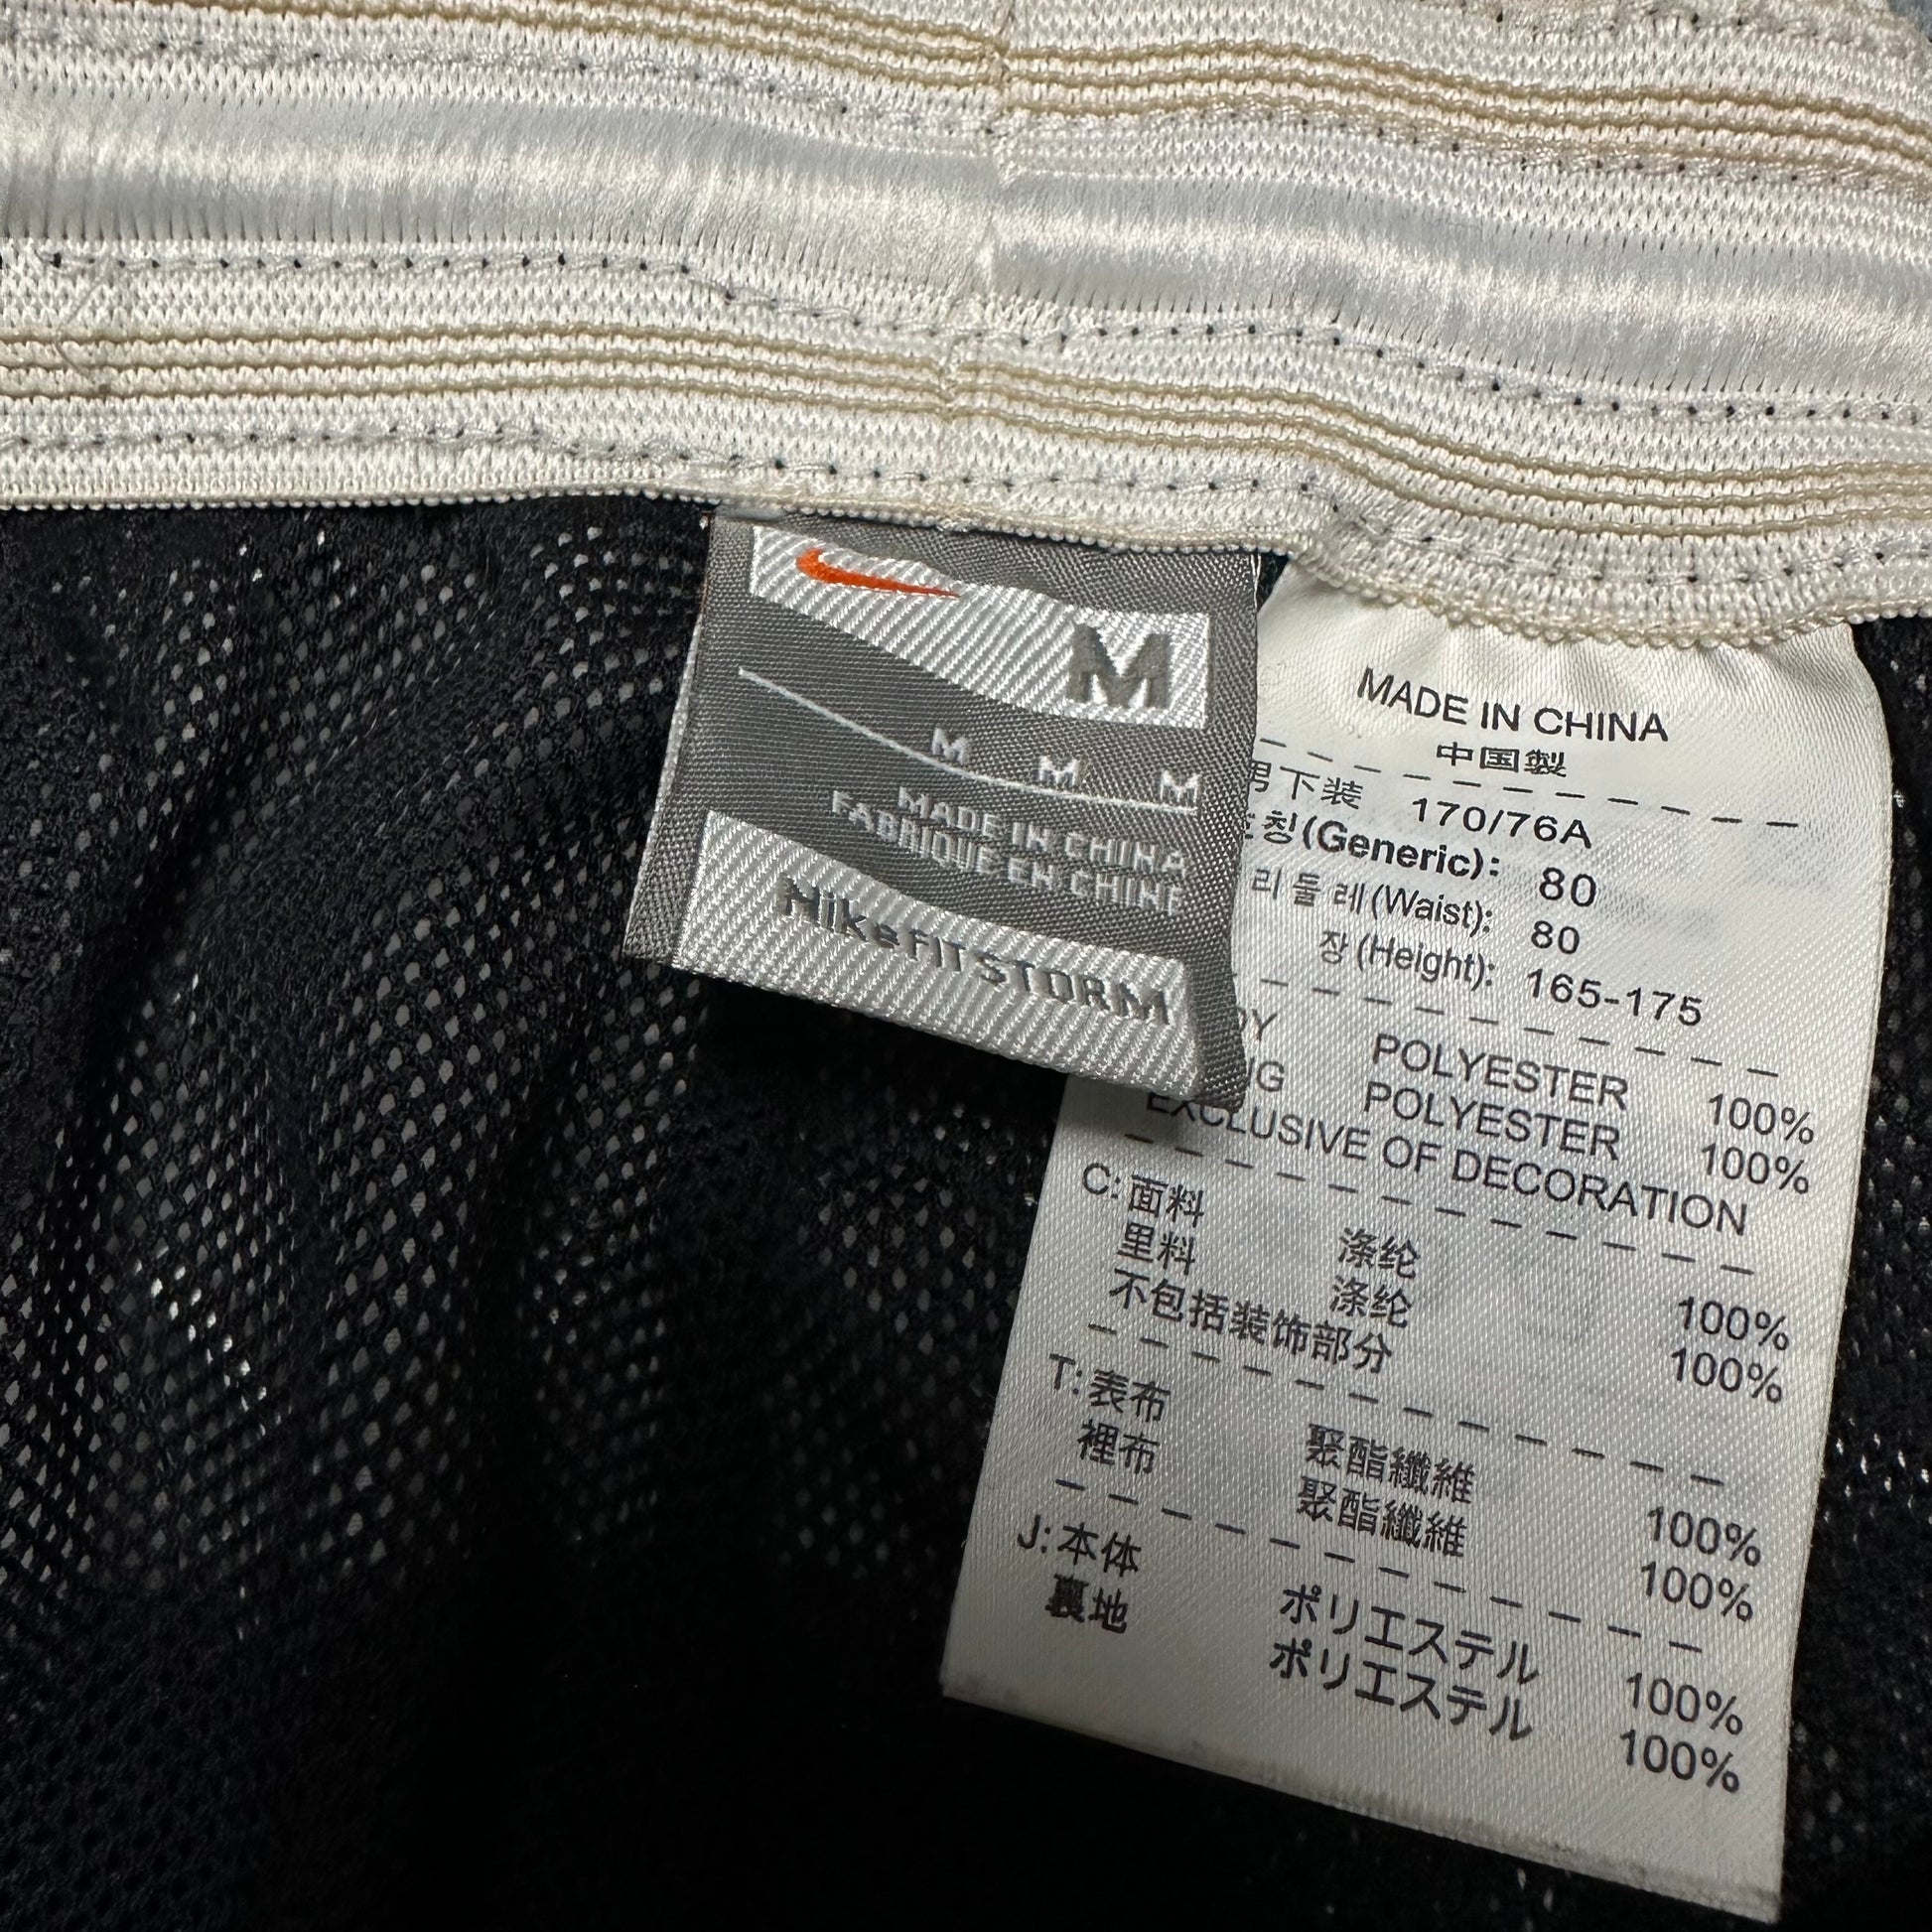 M
M M M
MADE IN CHINA
FABRIQUE EN CHINE
Nike FIT STORM
MADE IN CHINA
中国製
男下装 170/76A
칭(Generic): 80
리둘레(Waist): 80
장(Height): 165-175
POLYESTER 100%
POLYESTER 100%
EXCLUSIVE OF DECORATION
C:面料 涤纶 100%
里料 涤纶 100%
不包括装饰部分
T:表布 聚酯纖維 100%
裡布 聚酯纖維 100%
J:本体 ポリエステル 100%
裏地 ポリエステル 100%